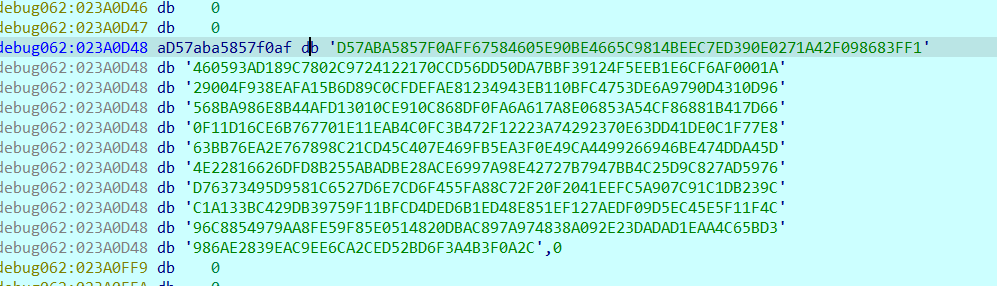 debug062:023A0D46 db 0
debug062:023A0D47 db 0
debug062:023A0D48 aD57aba5857f0af db 'D57ABA5857F0AFF67584605E90BE4665C9814BEEC7ED390E0271A42F098683FF1'
debug062:023A0D48 db '460593AD189C7802C9724122170CCD56DD50DA7BBF39124F5EEB1E6CF6AF0001A'
debug062:023A0D48 db '29004F938EAFA15B6D89C0CFDEFAE81234943EB110BFC4753DE6A9790D4310D96'
debug062:023A0D48 db '568BA986E8B44AFD13010CE910C868DF0FA6A617A8E06853A54CF86881B417D66'
debug062:023A0D48 db '0F11D16CE6B767701E11EAB4C0FC3B472F12223A74292370E63DD41DE0C1F77E8'
debug062:023A0D48 db '63BB76EA2E767898C21CD45C407E469FB5EA3F0E49CA4499266946BE474DDA45D'
debug062:023A0D48 db '4E22816626DFD8B255ABADBE28ACE6997A98E42727B7947BB4C25D9C827AD5976'
debug062:023A0D48 db 'D76373495D9581C6527D6E7CD6F455FA88C72F20F2041EEFC5A907C91C1DB239C'
debug062:023A0D48 db 'C1A133BC429DB39759F11BFCD4DED6B1ED48E851EF127AEDF09D5EC45E5F11F4C'
debug062:023A0D48 db '96C8854979AA8FE59F85E0514820DBAC897A974838A092E23DADAD1EAA4C65BD3'
debug062:023A0D48 db '986AE2839EAC9EE6CA2CED52BD6F3A4B3F0A2C',0
debug062:023A0FF9 db 0